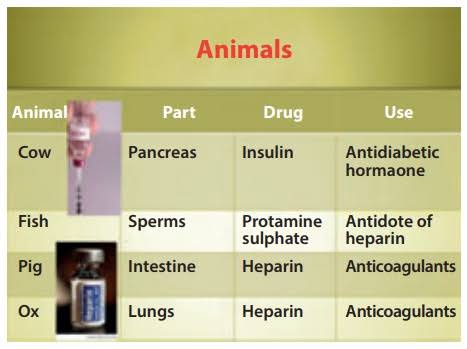 Animals
Animal Part Drug Use
Cow Pancreas Insulin Antidiabetic
hormaone
Fish Sperms Protamine Antidote of
sulphate heparin
Pig Intestine Heparin Anticoagulants
Ox Lungs Heparin Anticoagulants
Heparin